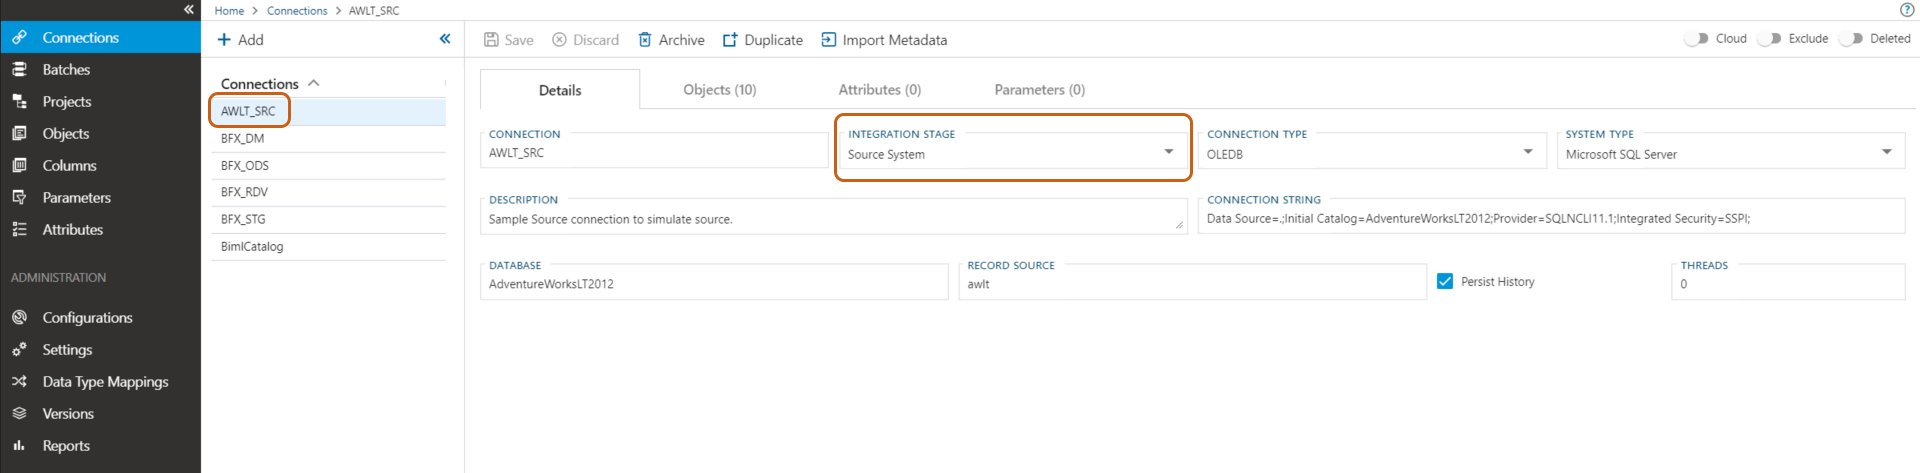 Home > Connections > AWLT_SRC
Connections
Batches
Projects
Objects
Columns
Parameters
Attributes
ADMINISTRATION
Configurations
Settings
Data Type Mappings
Versions
Reports
+ Add
Connections
AWLT_SRC
BFX_DM
BFX_ODS
BFX_RDV
BFX_STG
BimlCatalog
Save Discard Archive Duplicate Import Metadata Cloud Exclude Deleted
Details Objects (10) Attributes (0) Parameters (0)
CONNECTION
AWLT_SRC
INTEGRATION STAGE
Source System
CONNECTION TYPE
OLEDB
SYSTEM TYPE
Microsoft SQL Server
DESCRIPTION
Sample Source connection to simulate source.
CONNECTION STRING
Data Source=.;Initial Catalog=AdventureWorksLT2012;Provider=SQLNCLI11.1;Integrated Security=SSPI;
DATABASE
AdventureWorksLT2012
RECORD SOURCE
awlt
Persist History
THREADS
0